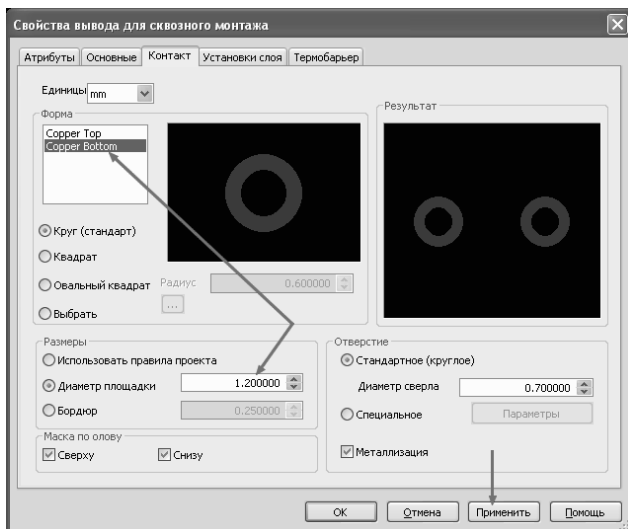 Свойства вывода для сквозного монтажа
Атрибуты Основные Контакт Установки слоя Термобарьер
Единицы mm
Форма
Copper Top
Copper Bottom
Круг (стандарт)
Квадрат
Овальный квадрат Радиус 0.600000
...
Выбрать
Результат
Размеры
Использовать правила проекта
Диаметр площадки 1.200000
Бордюр 0.250000
Маска по олову
Сверху Снизу
Отверстие
Стандартное (круглое)
Диаметр сверла 0.700000
Специальное Параметры
Металлизация
OK Отмена Применить Помощь